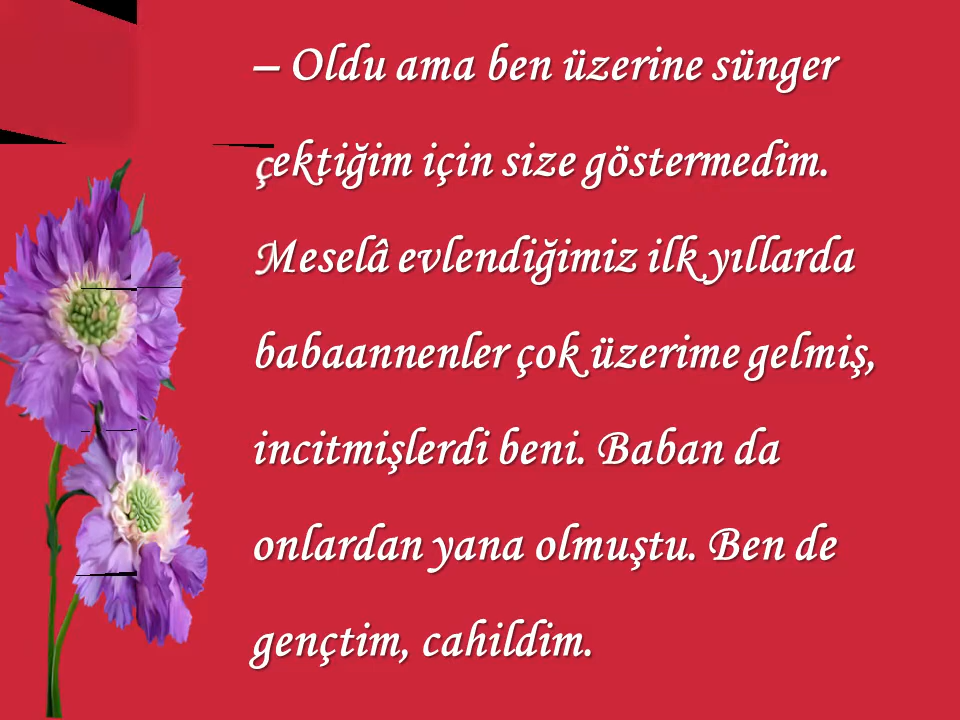 – Oldu ama ben üzerine sünger
çektiğim için size göstermedim.
Meselâ evlendiğimiz ilk yıllarda
babaannenler çok üzerime gelmiş,
incitmişlerdi beni. Baban da
onlardan yana olmuştu. Ben de
gençtim, cahildim.